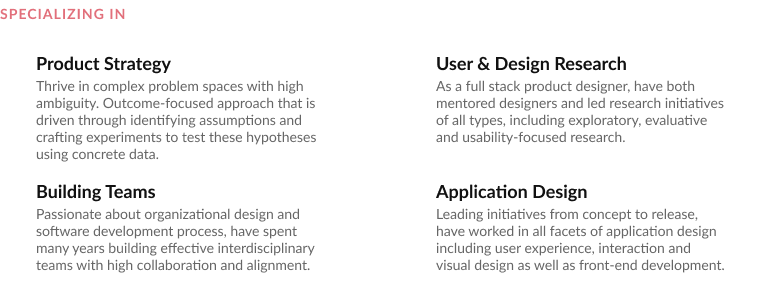 SPECIALIZING IN
Product Strategy
Thrive in complex problem spaces with high
ambiguity. Outcome-focused approach that is
driven through identifying assumptions and
crafting experiments to test these hypotheses
using concrete data.
User & Design Research
As a full stack product designer, have both
mentored designers and led research initiatives
of all types, including exploratory, evaluative
and usability-focused research.
Building Teams
Passionate about organizational design and
software development process, have spent
many years building effective interdisciplinary
teams with high collaboration and alignment.
Application Design
Leading initiatives from concept to release,
have worked in all facets of application design
including user experience, interaction and
visual design as well as front-end development.